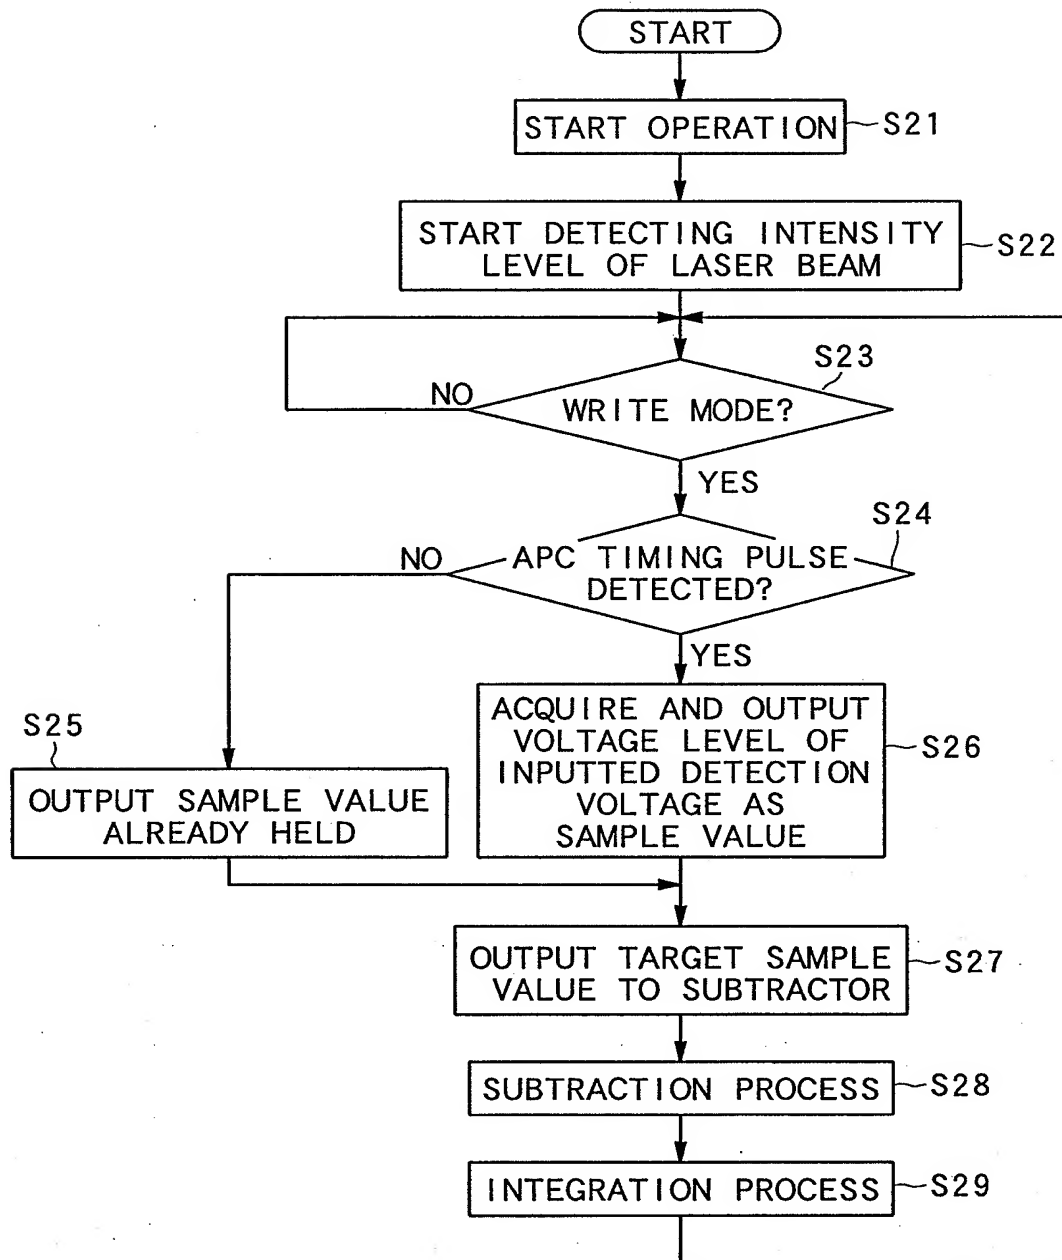 START
START OPERATION
S21
START DETECTING INTENSITY
LEVEL OF LASER BEAM
S22
S23
NO
WRITE MODE?
YES
S24
NO
APC TIMING PULSE
DETECTED?
YES
S25
OUTPUT SAMPLE VALUE
ALREADY HELD
ACQUIRE AND OUTPUT
VOLTAGE LEVEL OF
INPUTTED DETECTION
VOLTAGE AS
SAMPLE VALUE
S26
OUTPUT TARGET SAMPLE
VALUE TO SUBTRACTOR
S27
SUBTRACTION PROCESS
S28
INTEGRATION PROCESS
S29